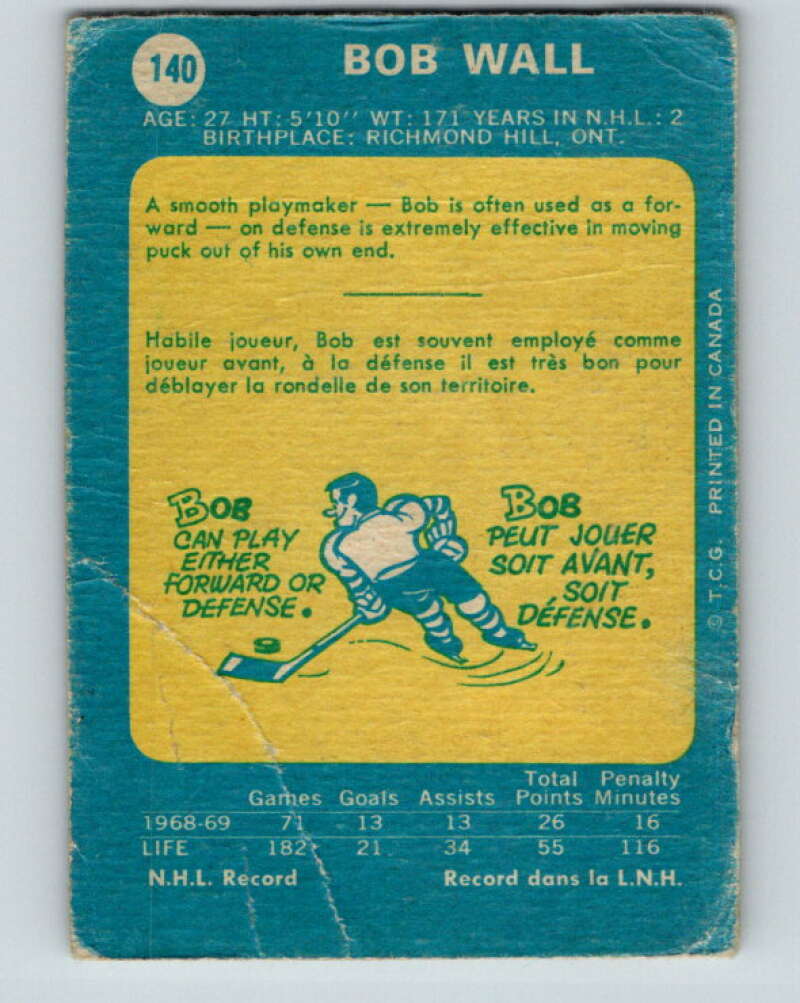 140
BOB WALL
AGE: 27 HT: 5'10" WT: 171 YEARS IN N.H.L.: 2
BIRTHPLACE: RICHMOND HILL, ONT.
A smooth playmaker — Bob is often used as a for-
ward — on defense is extremely effective in moving
puck out of his own end.
Habile joueur, Bob est souvent employé comme
joueur avant, à la défense il est très bon pour
déblayer la rondelle de son territoire.
BOB
CAN PLAY
EITHER
FORWARD OR
DEFENSE.
BOB
PEUT JOUER
SOIT AVANT,
SOIT
DÉFENSE.
© T.C.G. PRINTED IN CANADA
Total Penalty
Games Goals Assists Points Minutes
1968-69 71 13 13 26 16
LIFE 182 21 34 55 116
N.H.L. Record Record dans la L.N.H.